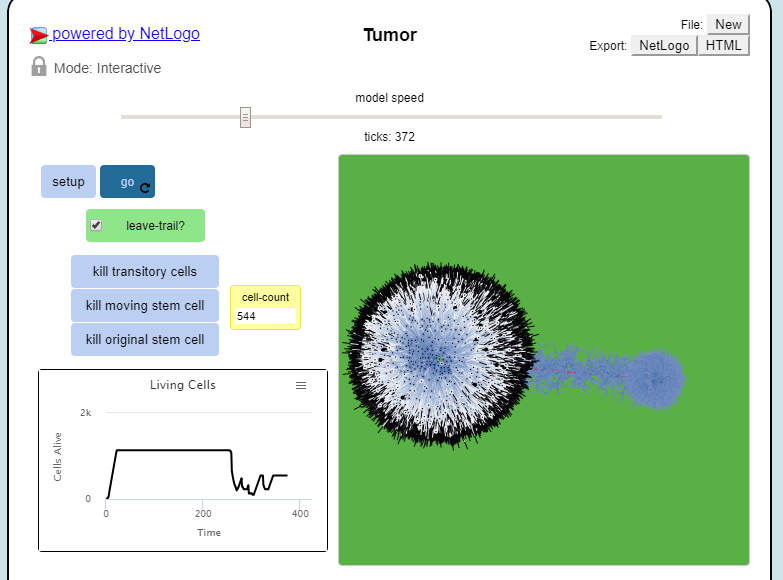 powered by NetLogo
Tumor
File: New
Export: NetLogo HTML
Mode: Interactive
model speed
ticks: 372
setup
go
leave-trail?
kill transitory cells
kill moving stem cell
kill original stem cell
cell-count
544
Living Cells
2k
0
Cells Alive
0 200 400
Time